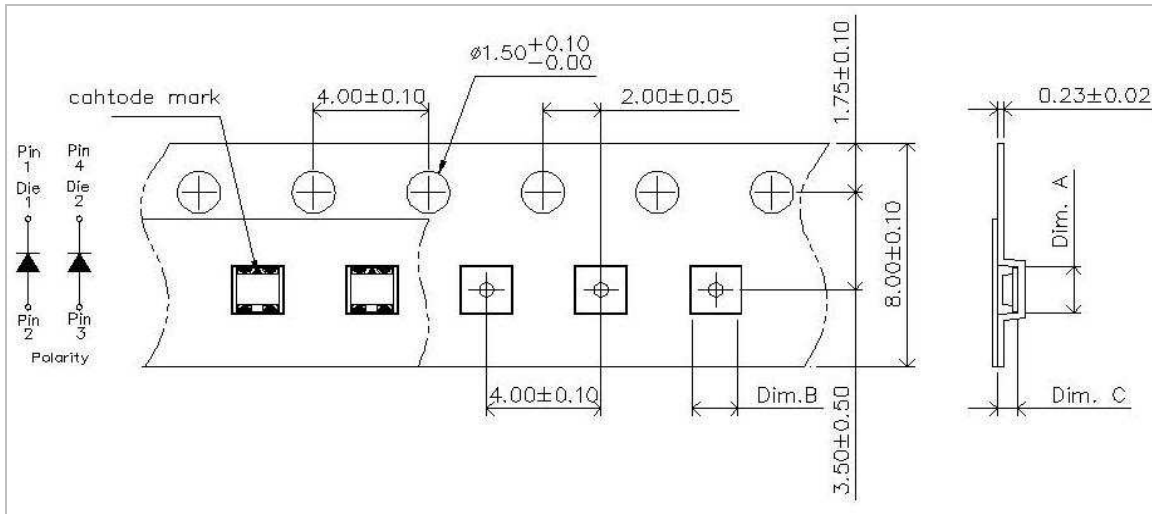 ø1.50+0.10
-0.00
cahtode mark
4.00±0.10
2.00±0.05
1.75±0.10
0.23±0.02
Pin
1
Pin
4
Die
1
Die
2
Dim. A
8.00±0.10
Pin
2
Pin
3
Polarity
4.00±0.10
Dim.B
3.50±0.50
Dim. C